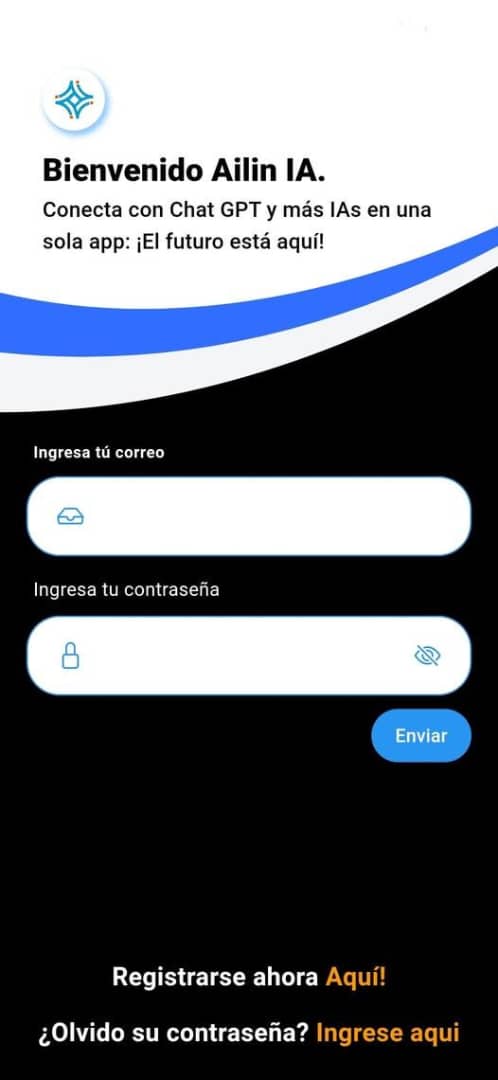 Bienvenido Ailin IA.
Conecta con Chat GPT y más IAs en una
sola app: ¡El futuro está aquí!
Ingresa tú correo
Ingresa tu contraseña
Enviar
Registrarse ahora Aquí!
¿Olvido su contraseña? Ingrese aqui